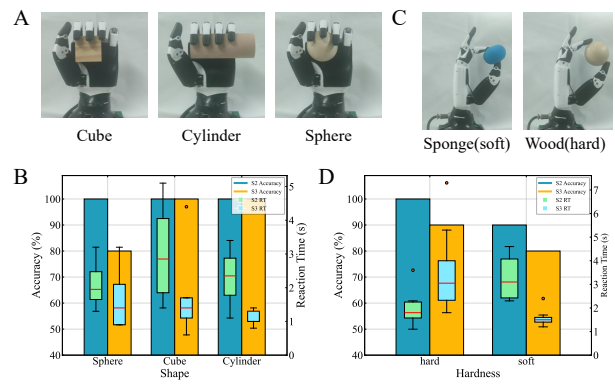 A
C
Cube
Cylinder
Sphere
Sponge(soft)
Wood(hard)
B
D
100
90
80
70
60
50
40
Accuracy (%)
5
4
3
2
1
0
Reaction Time (s)
S2 Accuracy
S3 Accuracy
S2 RT
S3 RT
Sphere
Cube
Cylinder
Shape
100
90
80
70
60
50
40
Accuracy (%)
7
6
5
4
3
2
1
0
Reaction Time (s)
S2 Accuracy
S3 Accuracy
S2 RT
S3 RT
hard
soft
Hardness